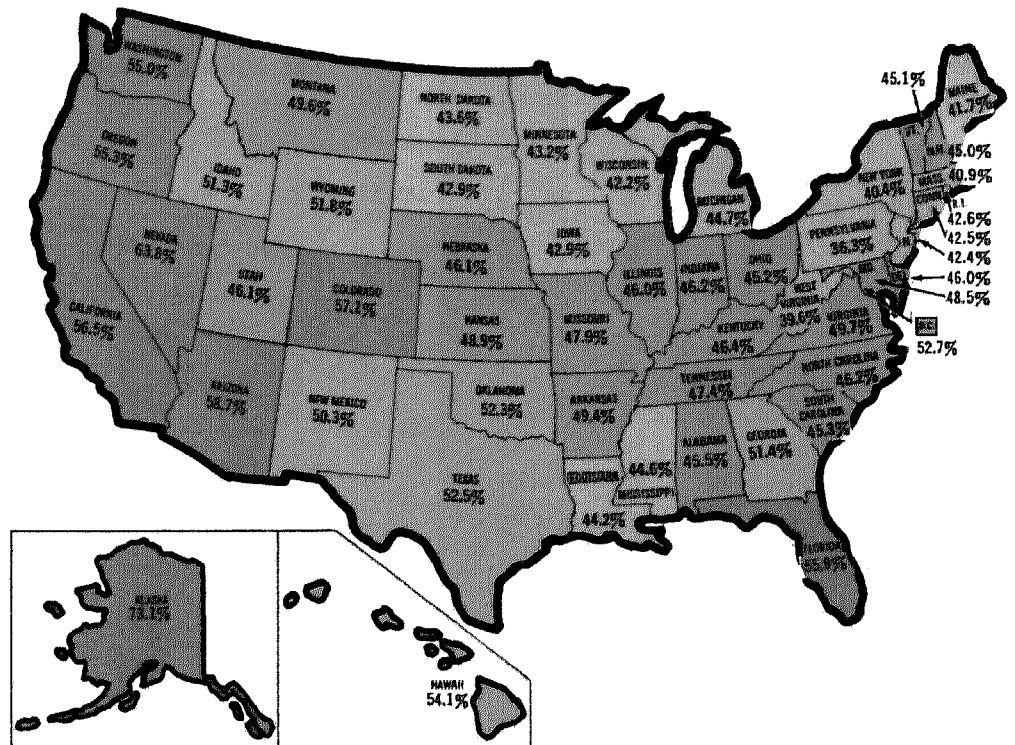 WASHINGTON
55.0%
MONTANA
49.6%
NORTH DAKOTA
43.6%
MINNESOTA
43.2%
OREGON
55.3%
IDAHO
51.3%
WYOMING
51.8%
SOUTH DAKOTA
42.9%
WISCONSIN
42.2%
MICHIGAN
44.7%
45.1%
MAINE
41.7%
VT.
N.H.
45.0%
MASS.
40.9%
NEW YORK
40.4%
CONN.
R.I.
42.6%
42.5%
42.4%
46.0%
48.5%
D.C.
52.7%
PENNSYLVANIA
36.3%
NEVADA
63.8%
UTAH
46.1%
COLORADO
57.1%
NEBRASKA
46.1%
IOWA
42.9%
ILLINOIS
46.0%
INDIANA
46.2%
OHIO
45.2%
WEST
VIRGINIA
39.6%
VIRGINIA
49.7%
MD.
CALIFORNIA
56.5%
KANSAS
48.9%
MISSOURI
47.9%
KENTUCKY
46.4%
ARIZONA
58.7%
NEW MEXICO
50.3%
OKLAHOMA
52.3%
ARKANSAS
49.4%
TENNESSEE
47.4%
NORTH CAROLINA
46.2%
SOUTH
CAROLINA
45.3%
TEXAS
52.5%
LOUISIANA
44.2%
44.6%
MISSISSIPPI
ALABAMA
45.5%
GEORGIA
51.4%
FLORIDA
ALASKA
73.1%
HAWAII
54.1%